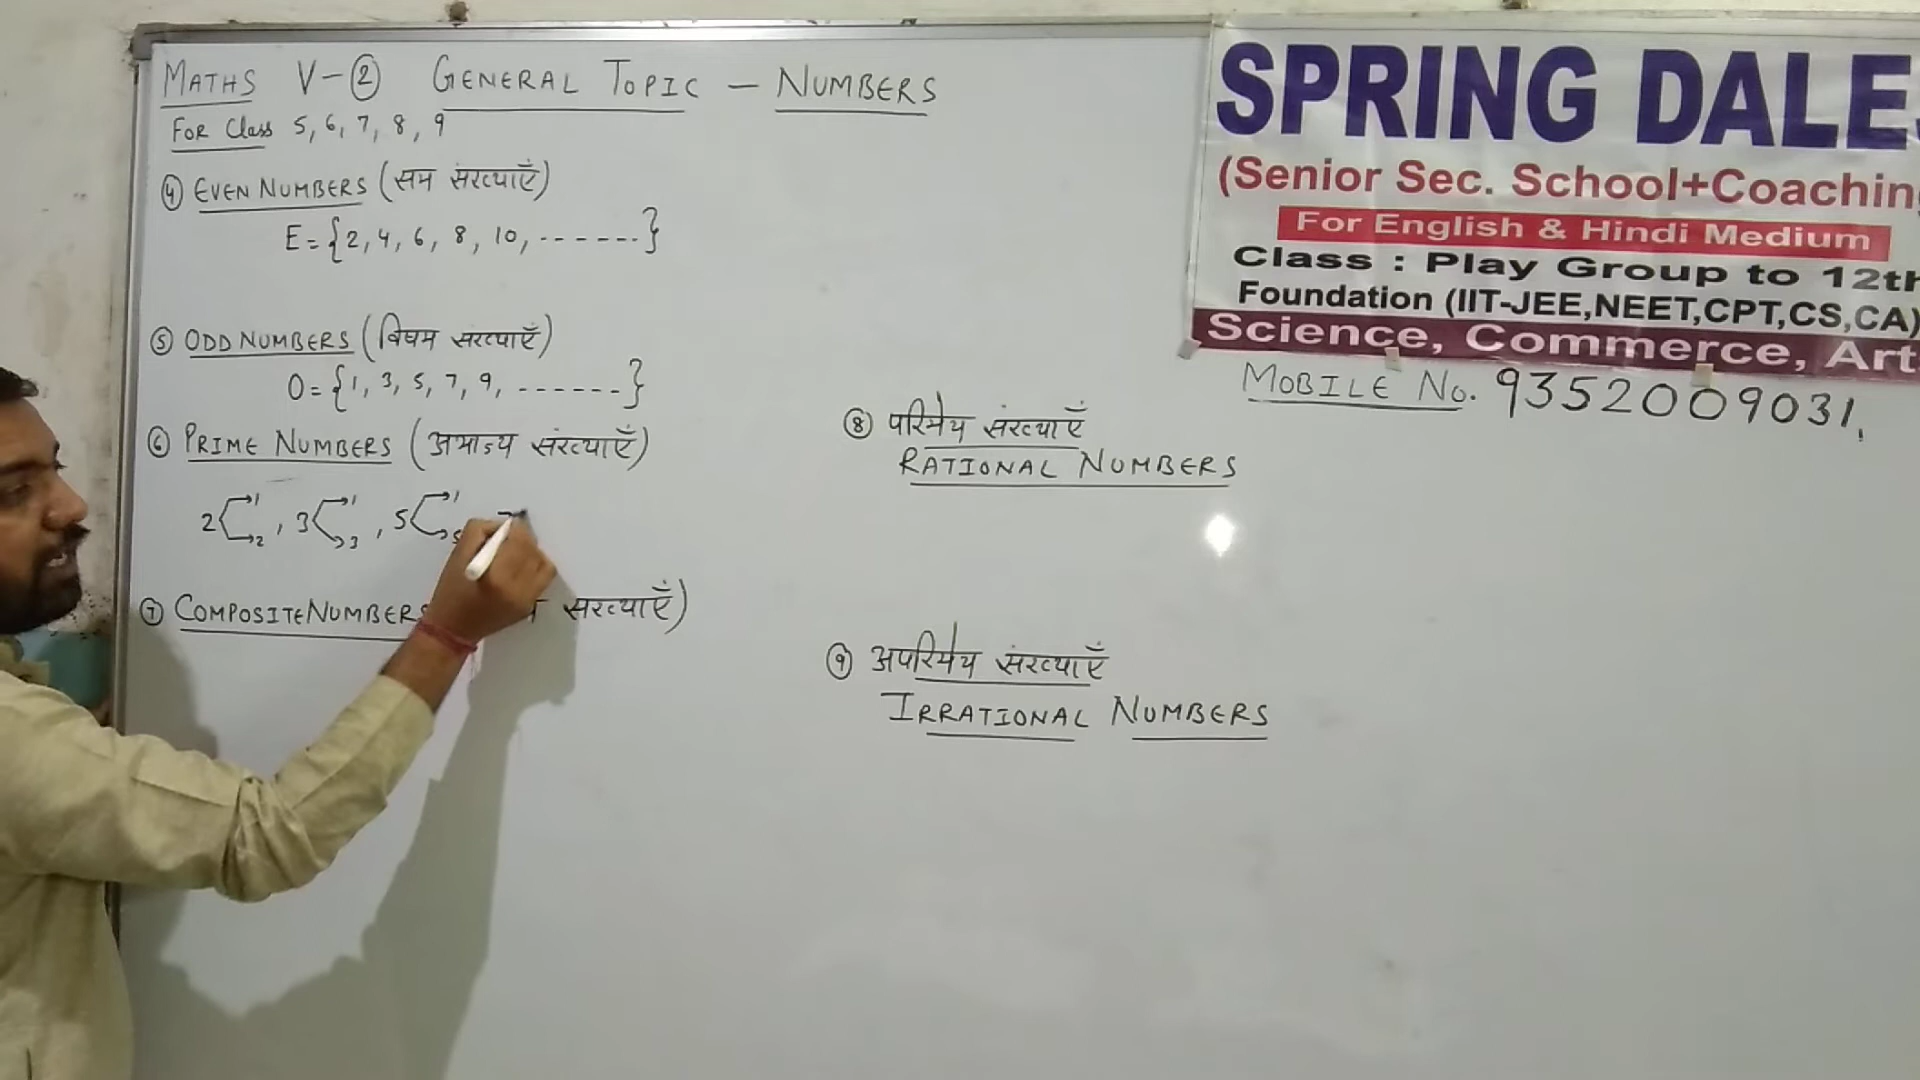 MATHS V-② GENERAL TOPIC — NUMBERS
FOR Class 5, 6, 7, 8, 9
④ EVEN NUMBERS (सम संख्याएँ)
E = {2, 4, 6, 8, 10, ------}
⑤ ODD NUMBERS (विषम संख्याएँ)
O = {1, 3, 5, 7, 9, ------}
⑥ PRIME NUMBERS (अभाज्य संख्याएँ)
2 1 2, 3 1 3, 5 1 5
⑦ COMPOSITE NUMBERS संख्याएँ)
⑧ परिमेय संख्याएँ
RATIONAL NUMBERS
⑨ अपरिमेय संख्याएँ
IRRATIONAL NUMBERS
SPRING DALES
(Senior Sec. School+Coaching
For English & Hindi Medium
Class : Play Group to 12th
Foundation (IIT-JEE,NEET,CPT,CS,CA)
Science, Commerce, Art
MOBILE No. 9352009031.